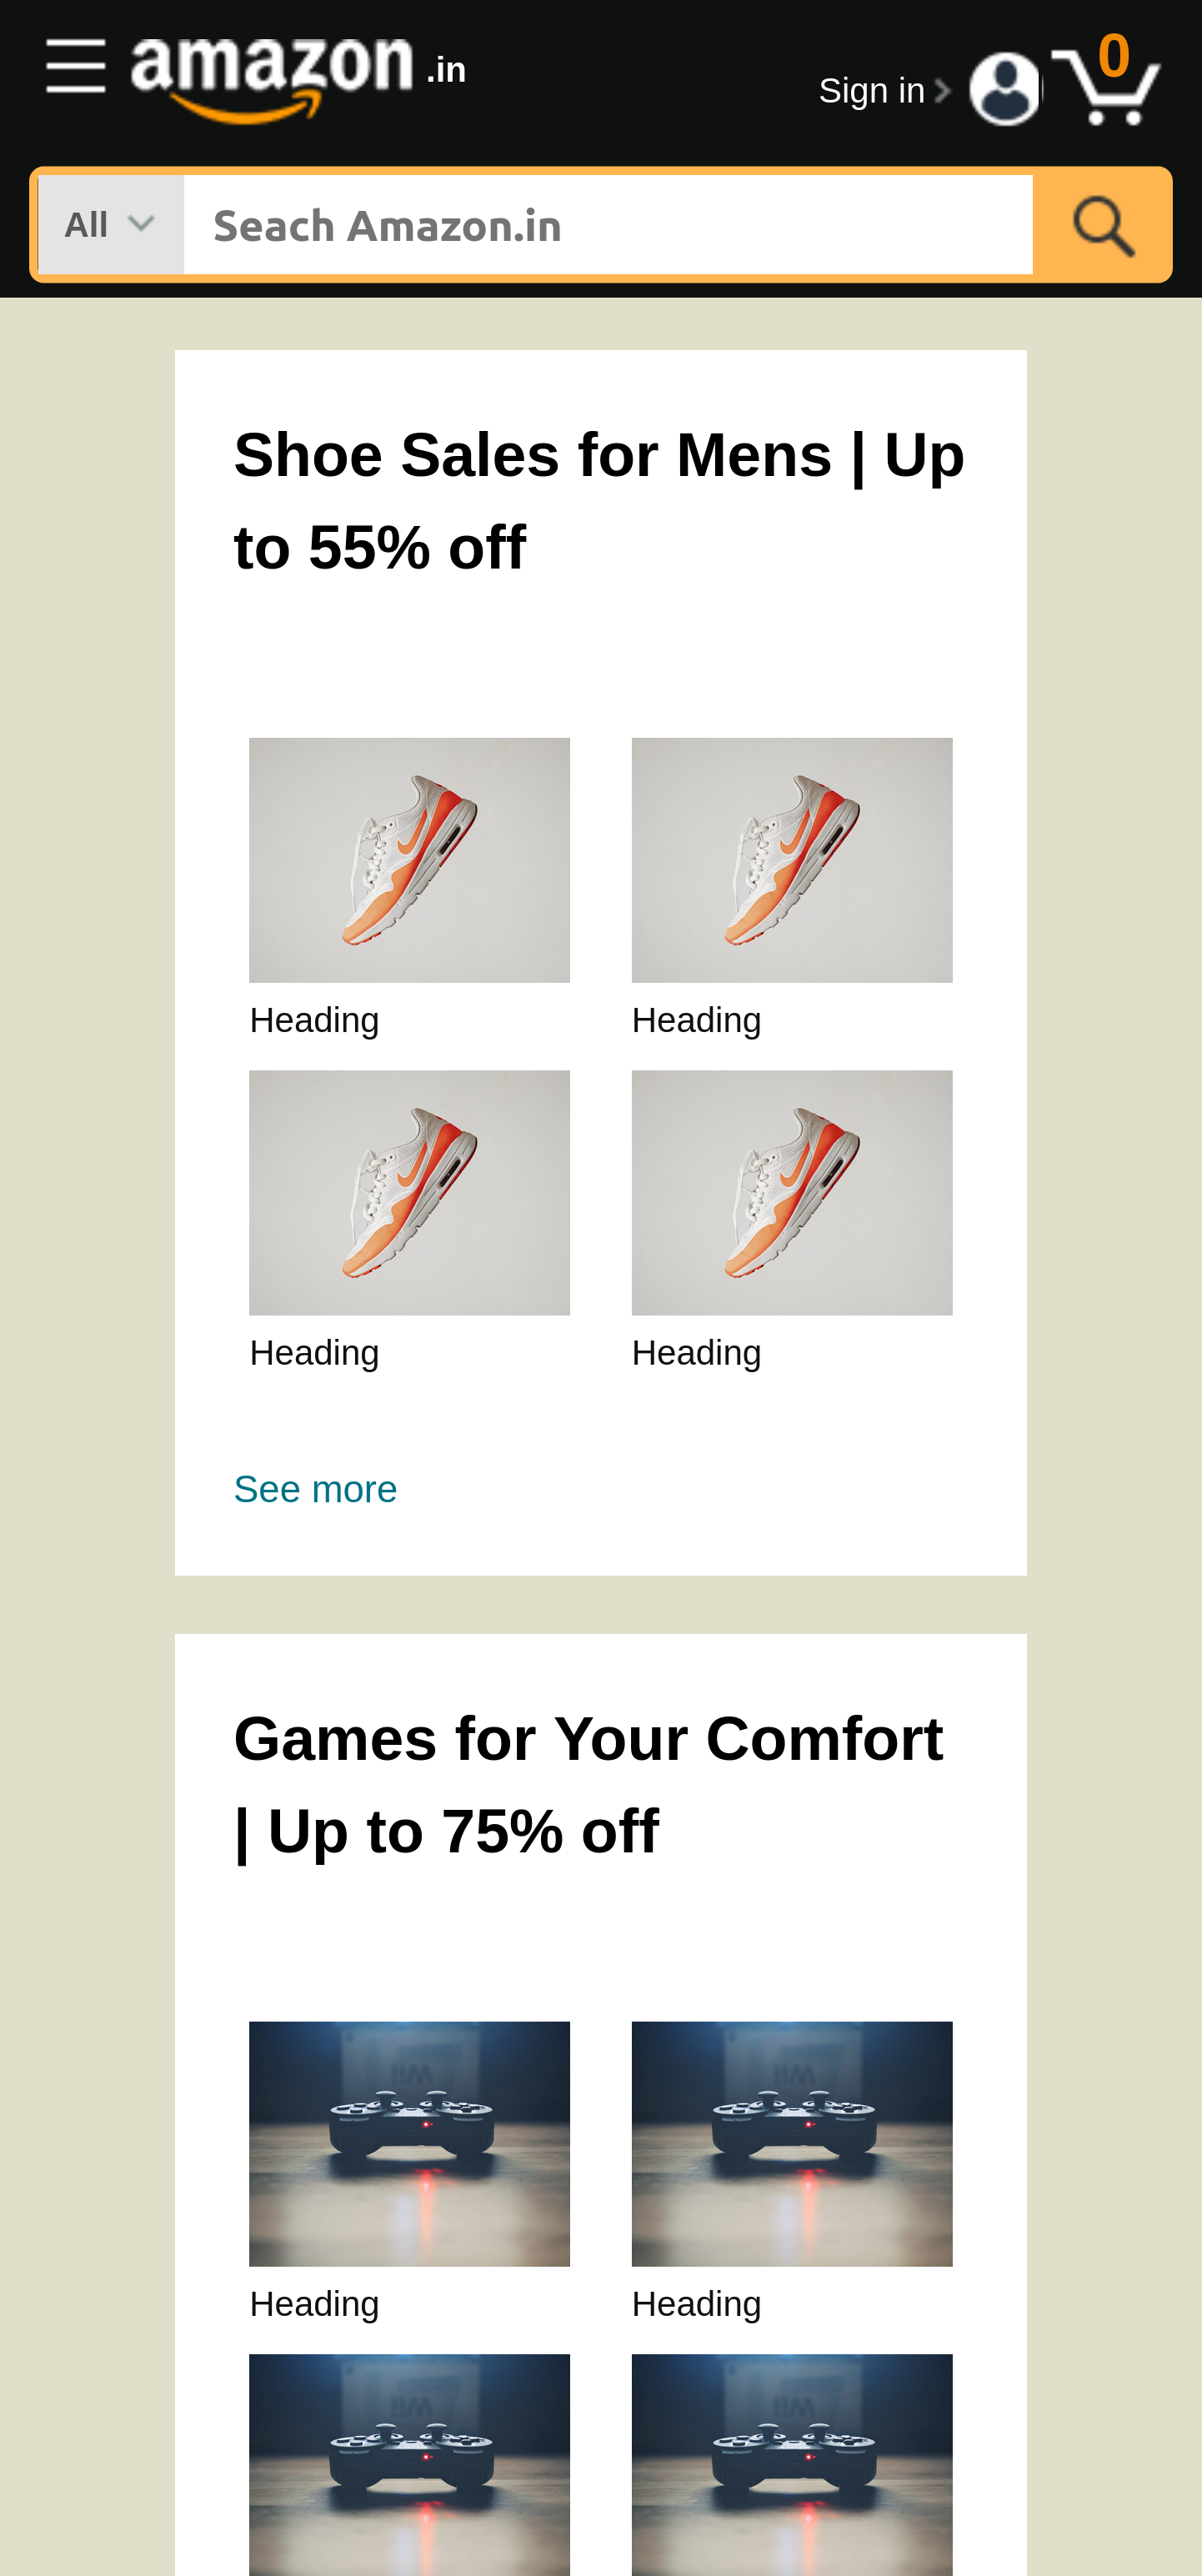 amazon .in
Sign in
0
All
Seach Amazon.in
Shoe Sales for Mens | Up
to 55% off
Heading
Heading
Heading
Heading
See more
Games for Your Comfort
| Up to 75% off
Heading
Heading